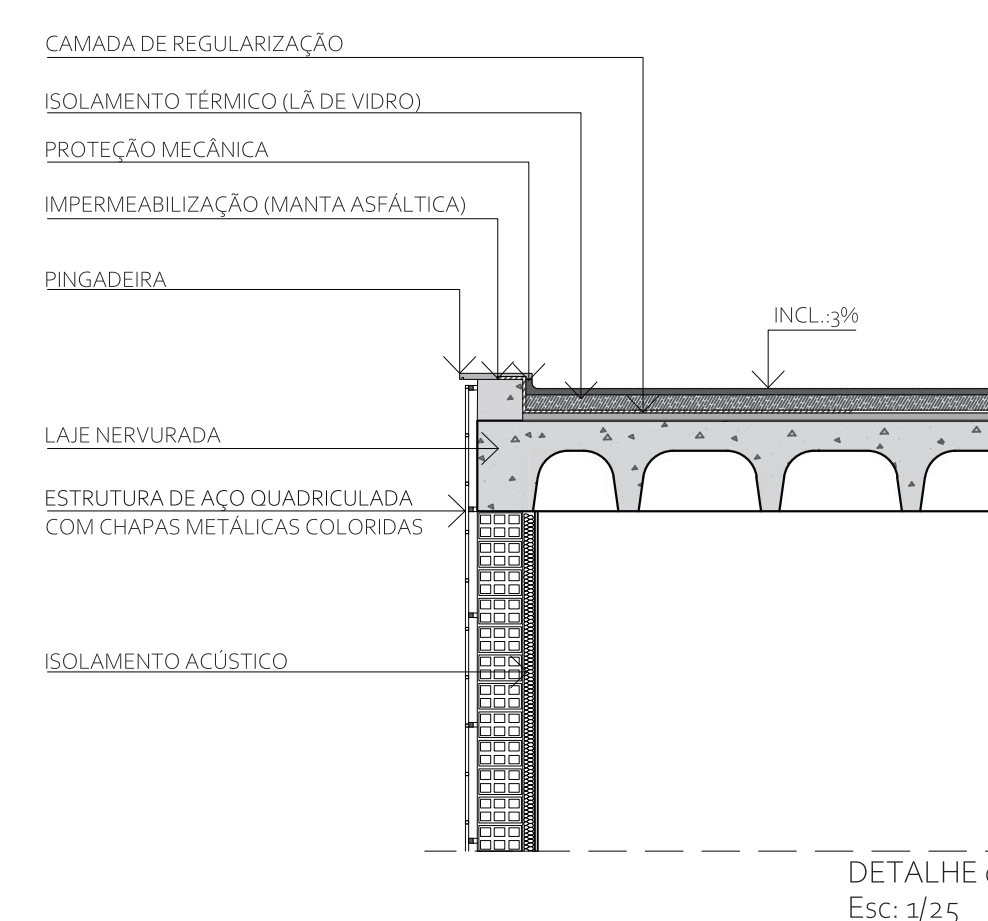 CAMADA DE REGULARIZAÇÃO
ISOLAMENTO TÉRMICO (LÃ DE VIDRO)
PROTEÇÃO MECÂNICA
IMPERMEABILIZAÇÃO (MANTA ASFÁLTICA)
PINGADEIRA
INCL.:3%
LAJE NERVURADA
ESTRUTURA DE AÇO QUADRICULADA
COM CHAPAS METÁLICAS COLORIDAS
ISOLAMENTO ACÚSTICO
DETALHE
Esc: 1/25